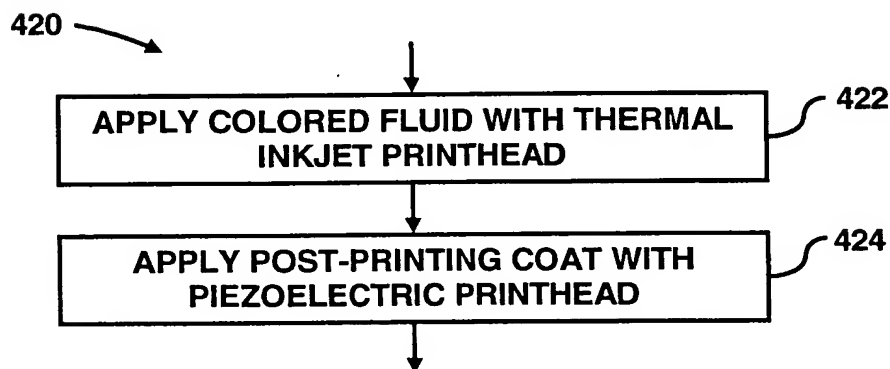 420
APPLY COLORED FLUID WITH THERMAL
INKJET PRINTHEAD
422
APPLY POST-PRINTING COAT WITH
PIEZOELECTRIC PRINTHEAD
424